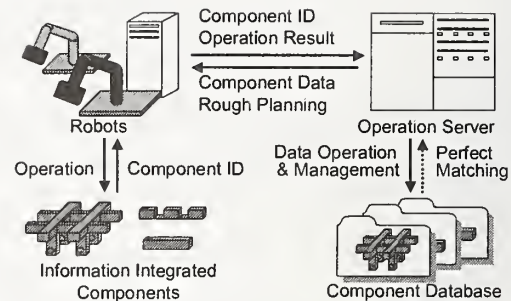 Component ID
Operation Result
Component Data
Rough Planning
Robots
Operation Server
Operation
Component ID
Data Operation
& Management
Perfect
Matching
Information Integrated
Components
Component Database